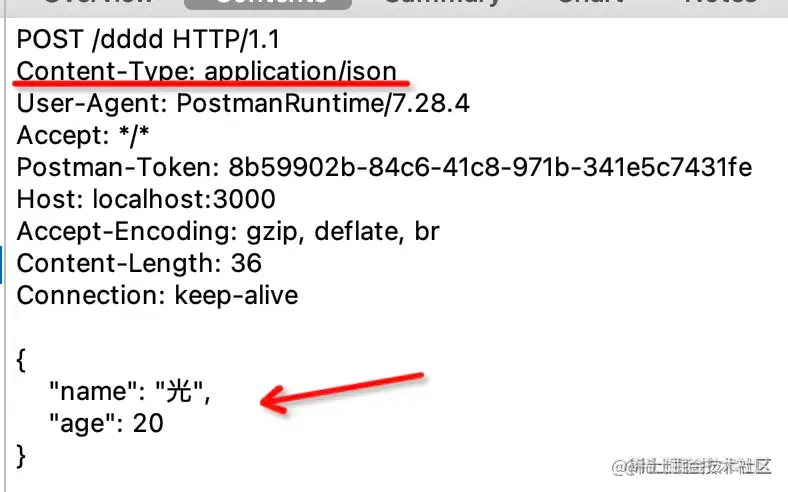 Overview Contents Summary Chart Notes
POST /dddd HTTP/1.1
Content-Type: application/json
User-Agent: PostmanRuntime/7.28.4
Accept: */*
Postman-Token: 8b59902b-84c6-41c8-971b-341e5c7431fe
Host: localhost:3000
Accept-Encoding: gzip, deflate, br
Content-Length: 36
Connection: keep-alive
{
"name": "光",
"age": 20
}
@稀土掘金技术社区